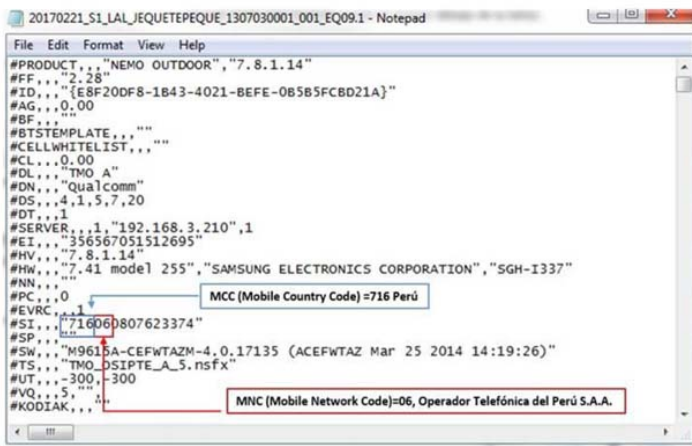 20170221_S1_LAL_JEQUETEPEQUE_1307030001_001_EQ09.1 - Notepad
File Edit Format View Help
#PRODUCT,,,"NEMO OUTDOOR","7.8.1.14"
#FF,,,"2.28"
#ID,,,"{E8F20DF8-1B43-4021-BEFE-0B5B5FCBD21A}"
#AG,,,0.00
#BF,,,""
#BTSTEMPLATE,,,""
#CELLWHITELIST,,,""
#CL,,,0.00
#DL,,,"TMO A"
#DN,,,"Qualcomm"
#DS,,,4,1,5,7,20
#DT,,,1
#SERVER,,,1,"192.168.3.210",1
#EI,,,"356567051512695"
#HV,,,"7.8.1.14"
#HW,,,"7.41 model 255","SAMSUNG ELECTRONICS CORPORATION","SGH-I337"
#NN,,,""
#PC,,,0
MCC (Mobile Country Code) =716 Perú
#EVRC,,,1
#SI,,,"716060807623374"
#SP,,,""
#SW,,,"M9615A-CEFWTAZM-4.0.17135 (ACEFWTAZ Mar 25 2014 14:19:26)"
#TS,,,"TMO_OSIPTE_A_5.nsfx"
#UT,,,-300,-300
#VQ,,,5,"",
MNC (Mobile Network Code)=06, Operador Telefónica del Perú S.A.A.
#KODIAK,,,""